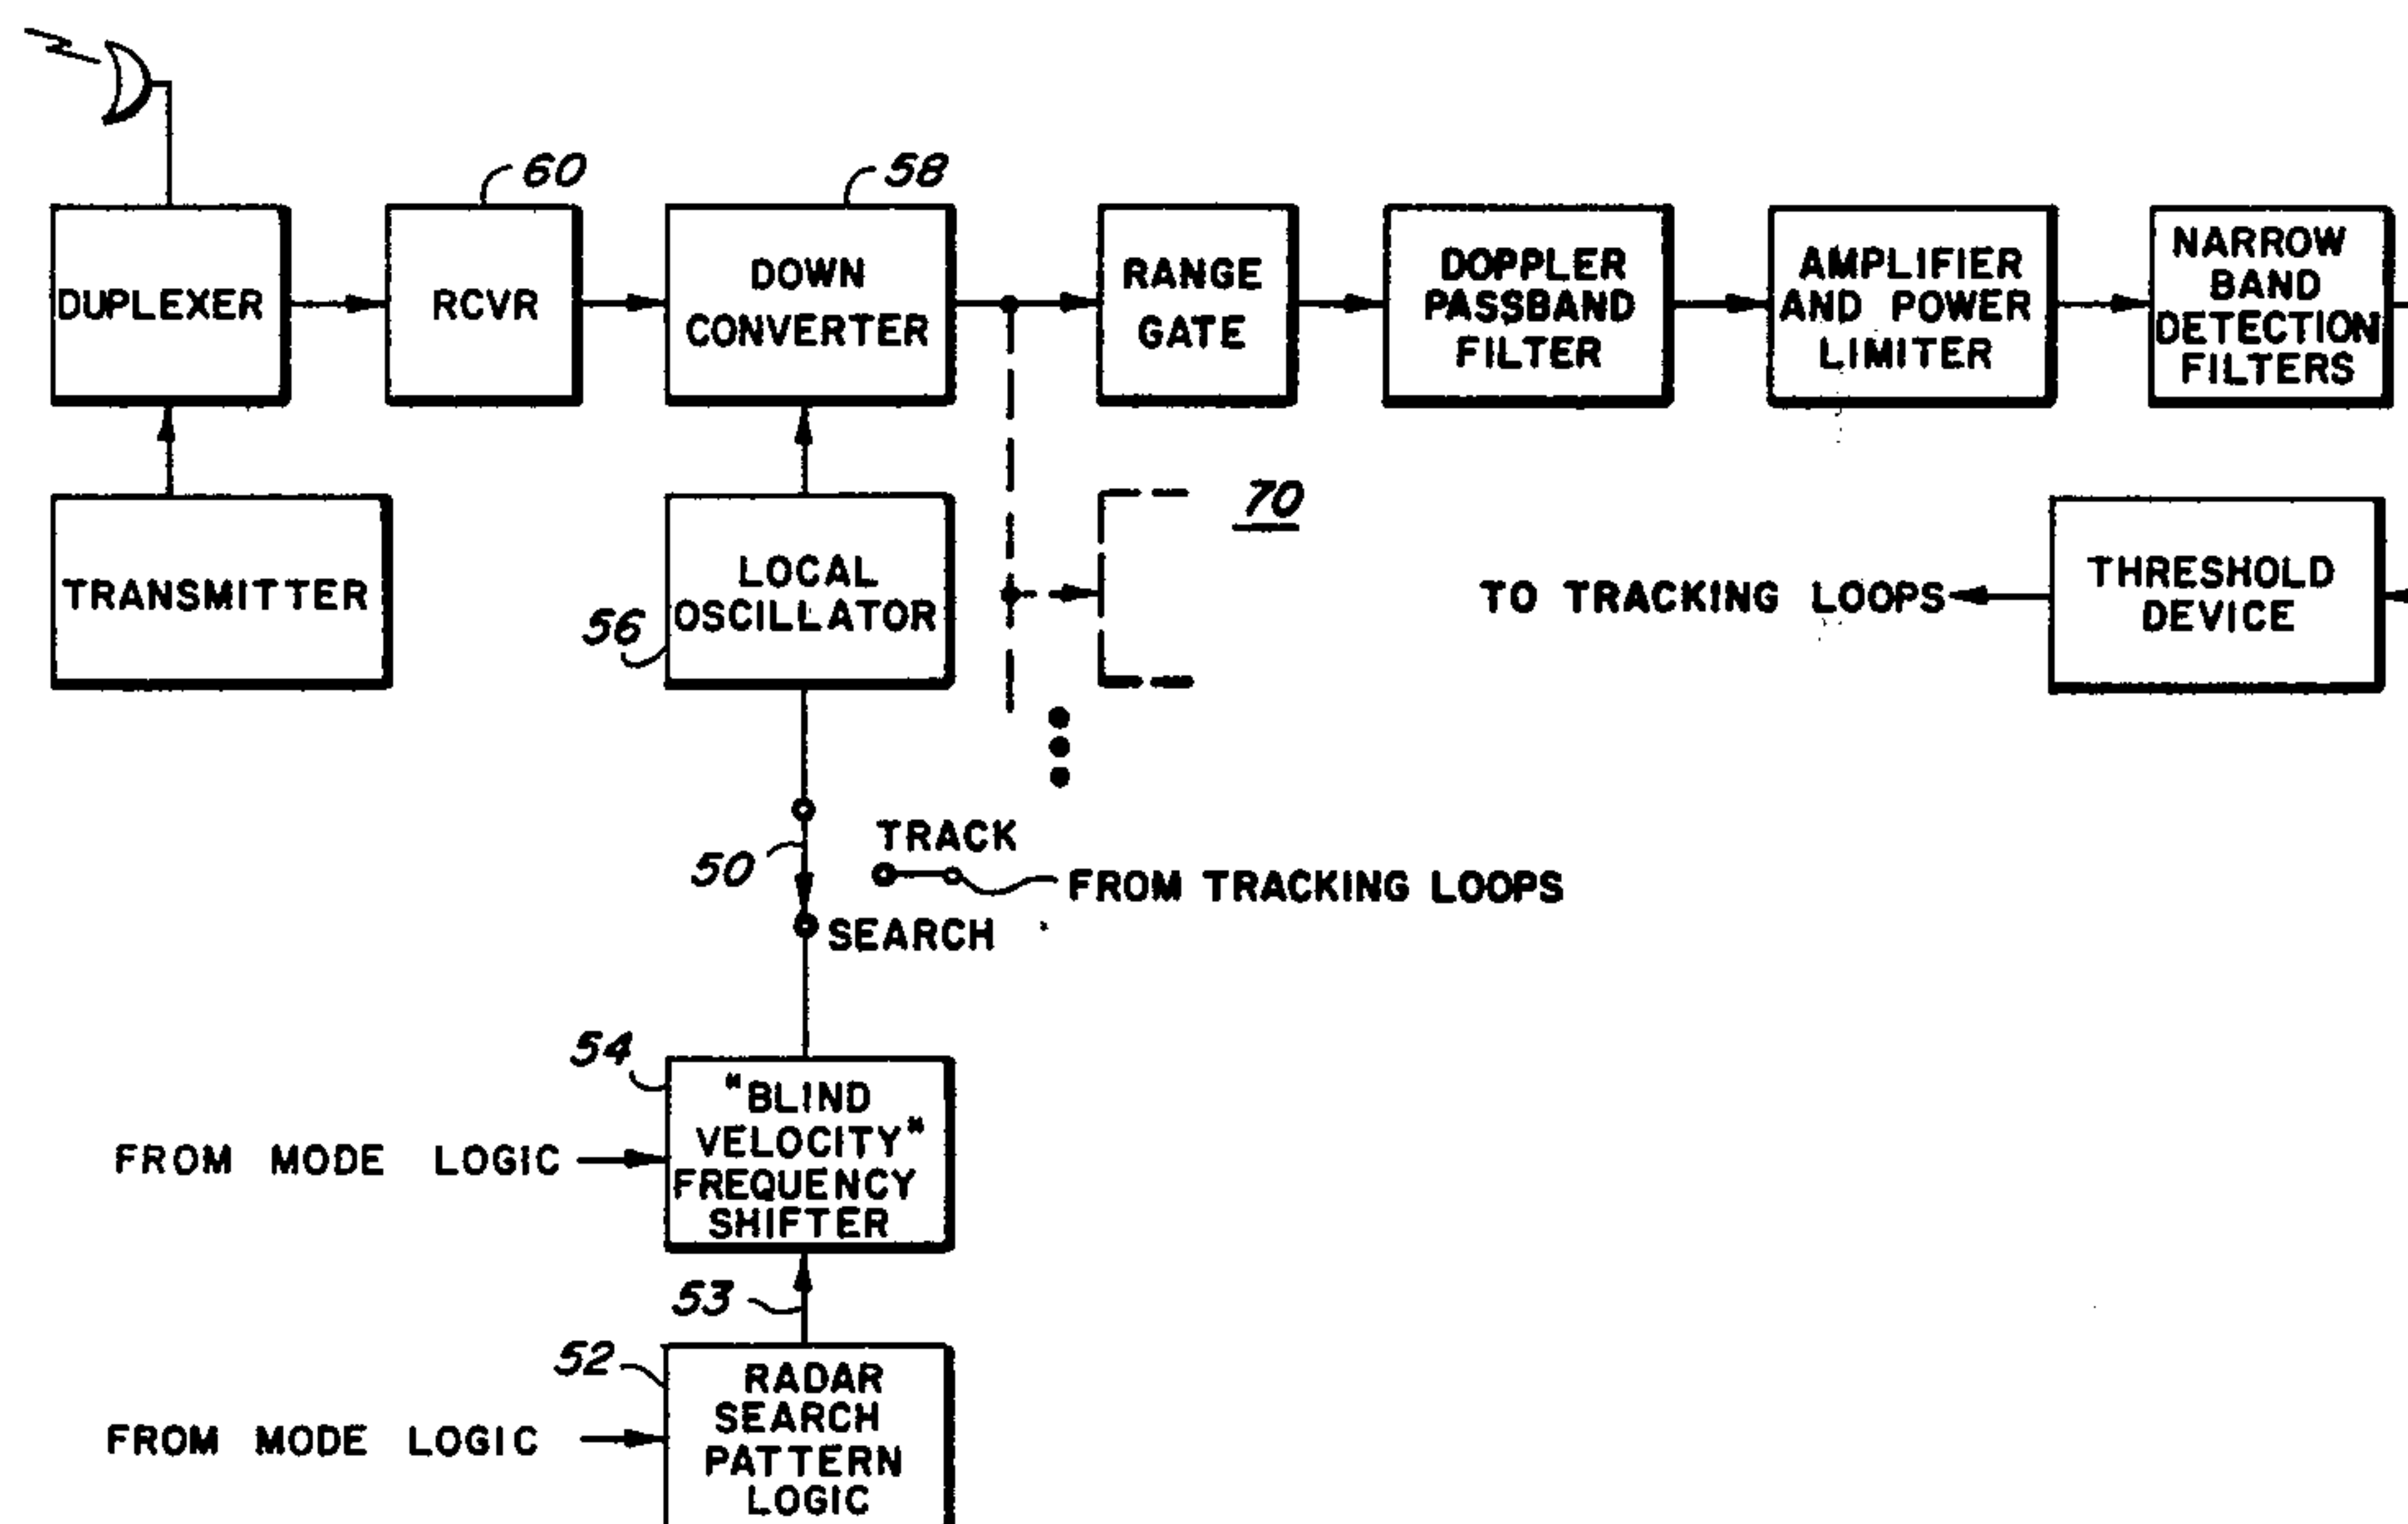 60
58
DUPLEXER
RCVR
DOWN
CONVERTER
RANGE
GATE
DOPPLER
PASSBAND
FILTER
AMPLIFIER
AND POWER
LIMITER
NARROW
BAND
DETECTION
FILTERS
TRANSMITTER
56
LOCAL
OSCILLATOR
70
TO TRACKING LOOPS
THRESHOLD
DEVICE
50
TRACK
FROM TRACKING LOOPS
SEARCH
54
"BLIND
VELOCITY"
FREQUENCY
SHIFTER
FROM MODE LOGIC
53
52
RADAR
SEARCH
PATTERN
LOGIC
FROM MODE LOGIC